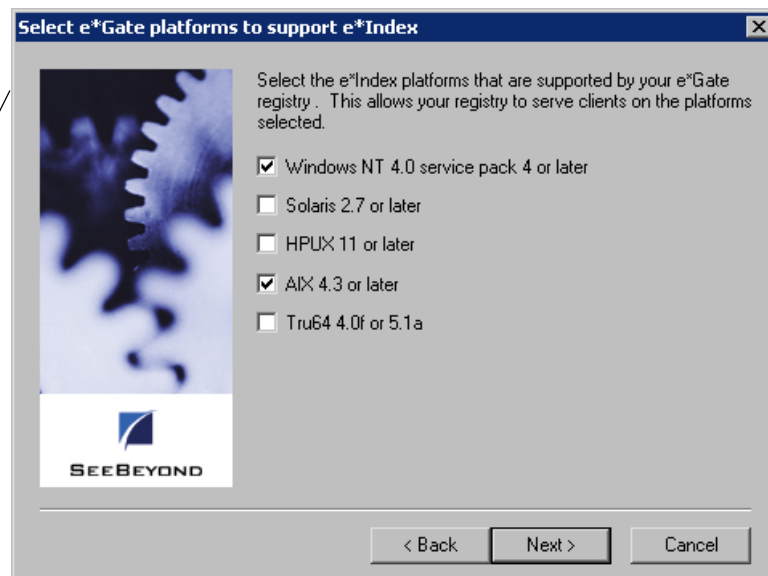 Select e*Gate platforms to support e*Index
Select the e*Index platforms that are supported by your e*Gate
registry . This allows your registry to serve clients on the platforms
selected.
Windows NT 4.0 service pack 4 or later
Solaris 2.7 or later
HPUX 11 or later
AIX 4.3 or later
Tru64 4.0f or 5.1a
SEEBEYOND
< Back
Next >
Cancel